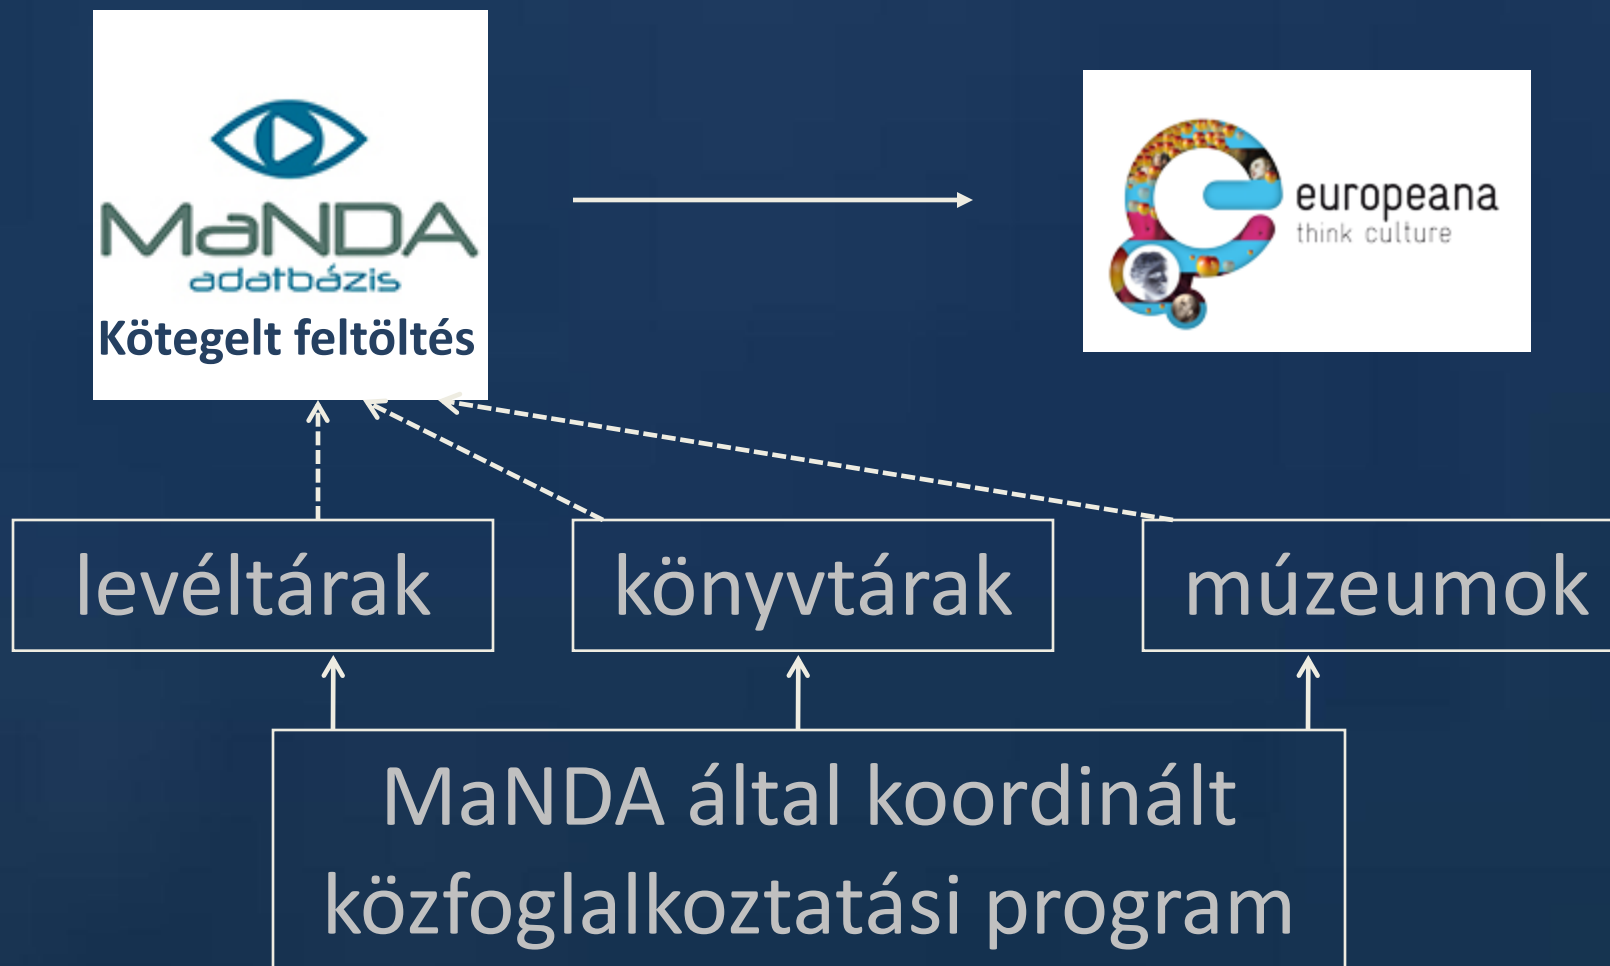 MaNDA
adatbázis
Kötegelt feltöltés
europeana
think culture
levéltárak
könyvtárak
múzeumok
MaNDA által koordinált
közfoglalkoztatási program